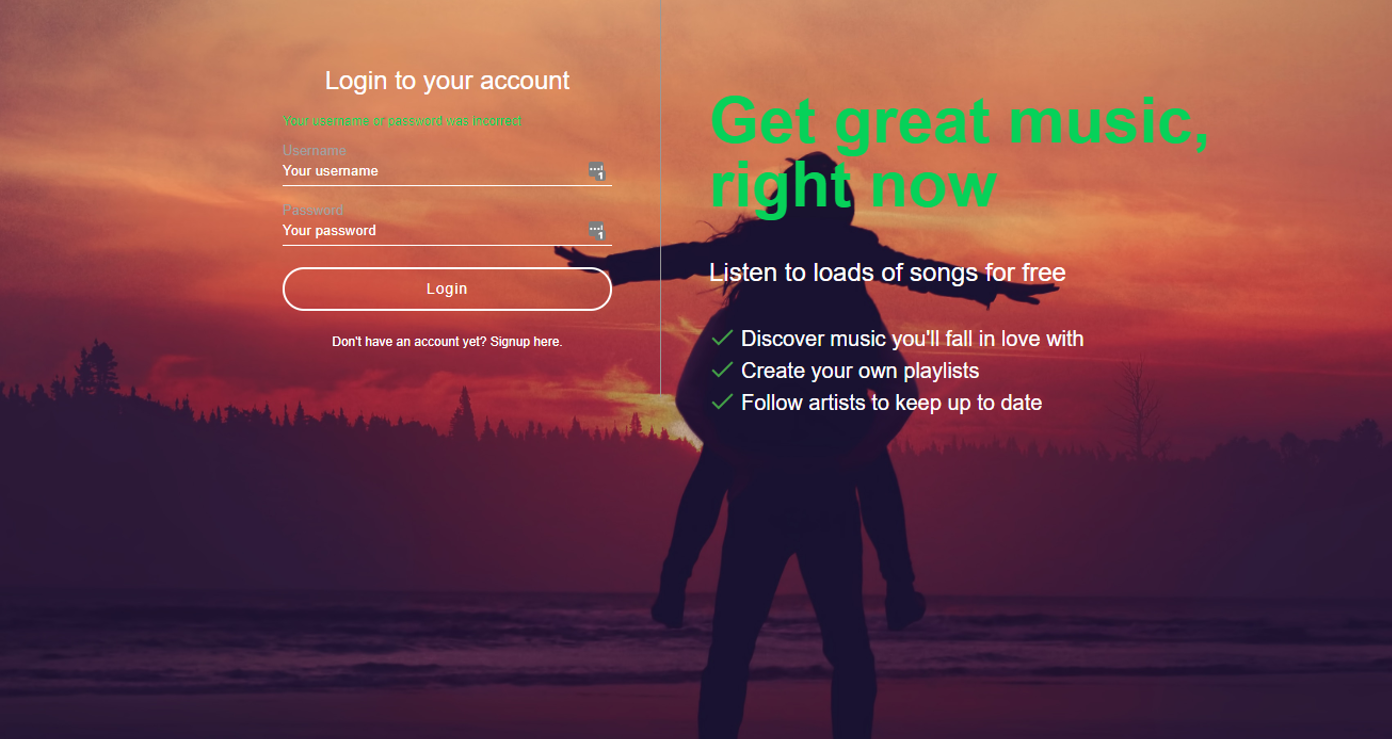 Login to your account
Your username or password was incorrect
Username
Your username
1
Password
Your password
1
Login
Don't have an account yet? Signup here.
Get great music,
right now
Listen to loads of songs for free
Discover music you'll fall in love with
Create your own playlists
Follow artists to keep up to date